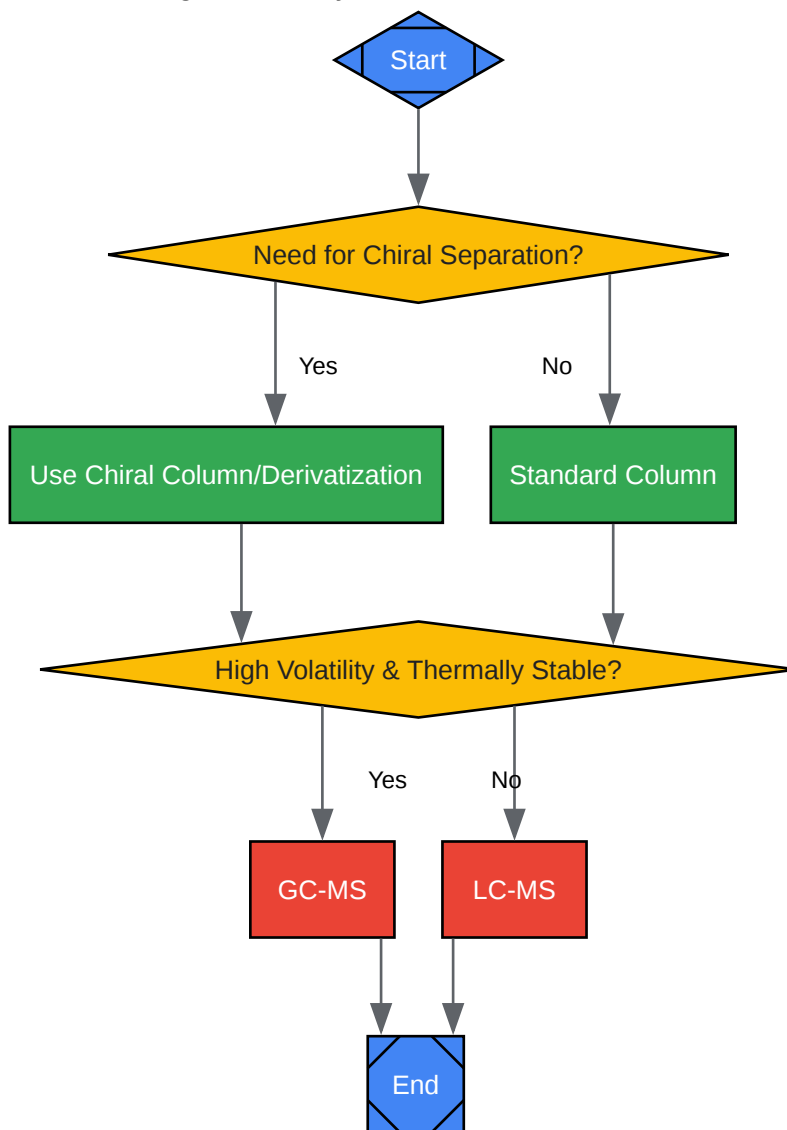 Start
Need for Chiral Separation?
Yes
No
Use Chiral Column/Derivatization
Standard Column
High Volatility & Thermally Stable?
Yes
No
GC-MS
LC-MS
End